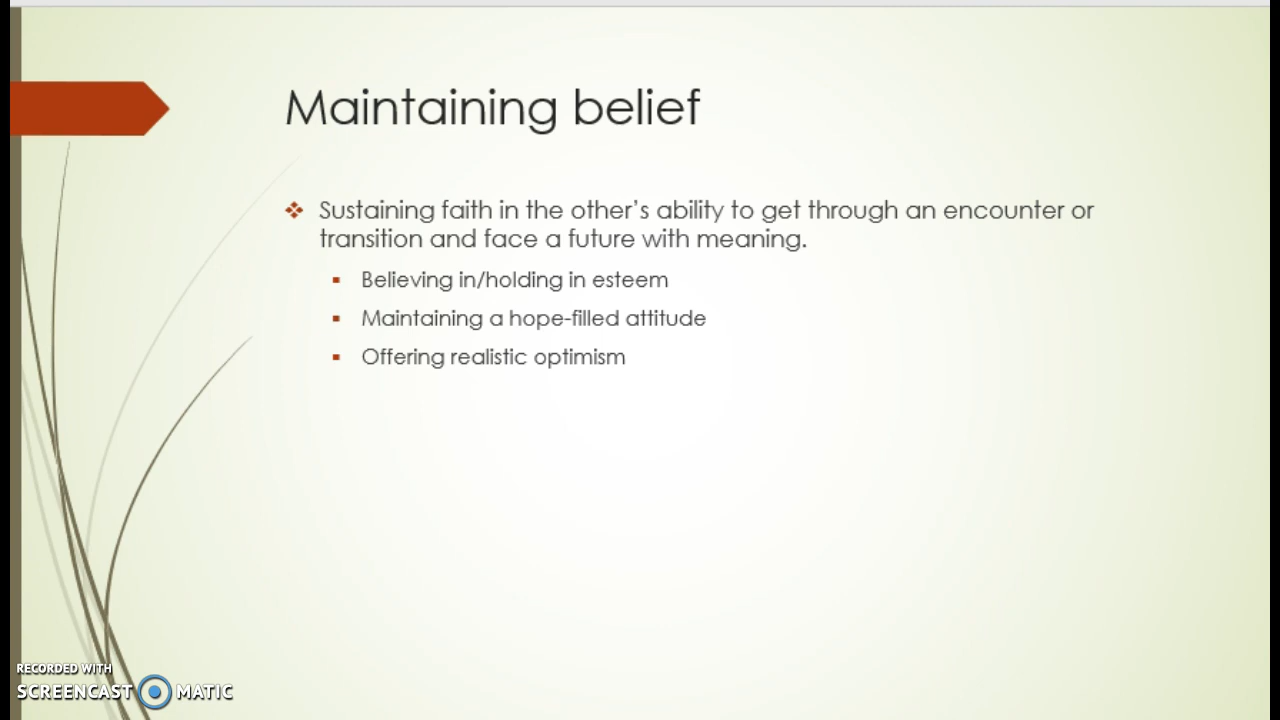 Maintaining belief
Sustaining faith in the other's ability to get through an encounter or
transition and face a future with meaning.
Believing in/holding in esteem
Maintaining a hope-filled attitude
Offering realistic optimism
RECORDED WITH
SCREENCAST MATIC